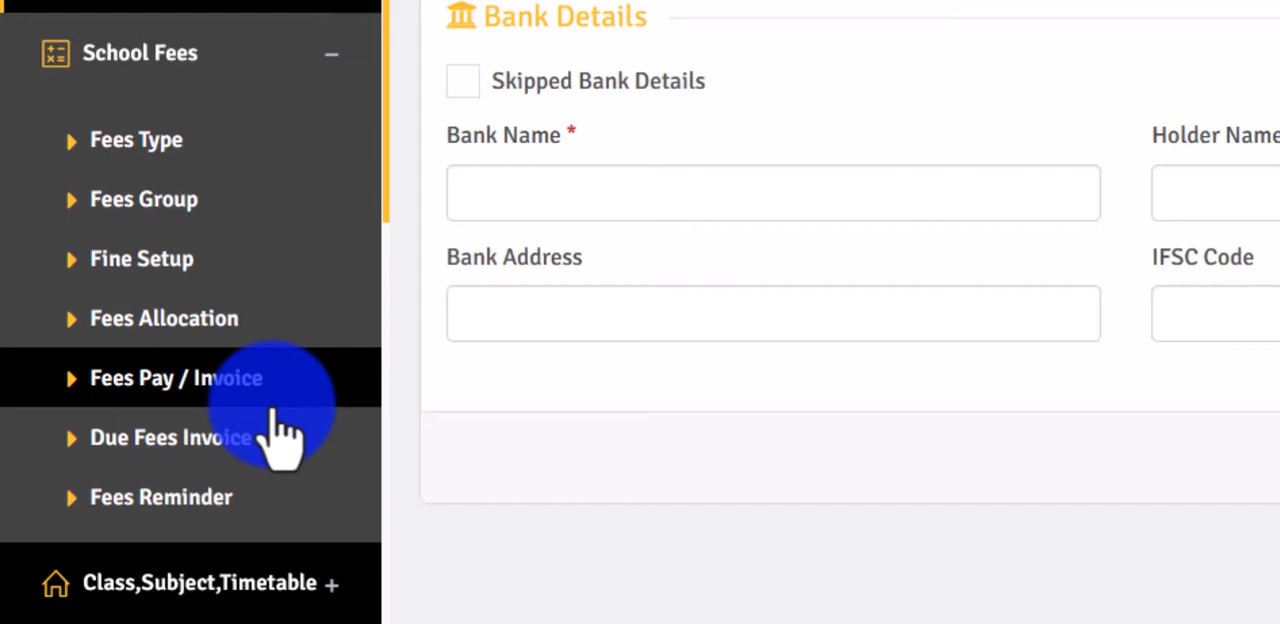 School Fees
Fees Type
Fees Group
Fine Setup
Fees Allocation
Fees Pay / Invoice
Due Fees Invoice
Fees Reminder
Class,Subject,Timetable
Bank Details
Skipped Bank Details
Bank Name * Holder Name
Bank Address IFSC Code